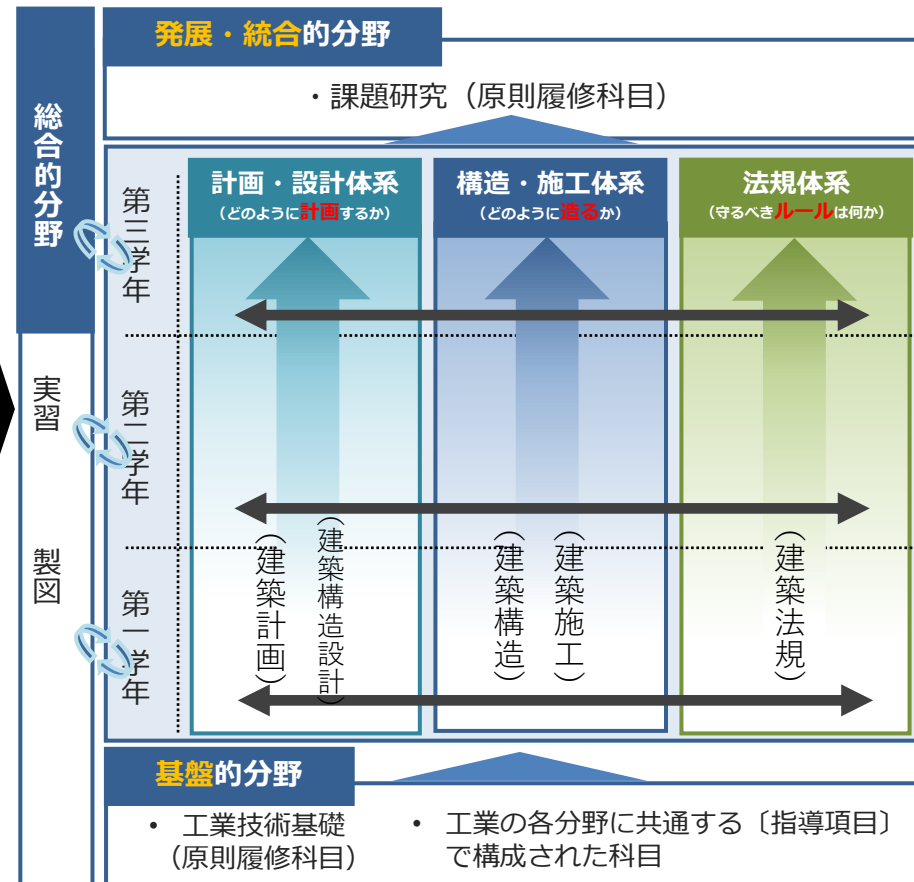 発展・統合的分野
・課題研究（原則履修科目）
総合的分野
実習
製図
計画・設計体系
（どのように計画するか）
構造・施工体系
（どのように造るか）
法規体系
（守るべきルールは何か）
第三学年
第二学年
第一学年
（建築計画）
（建築構造設計）
（建築構造）
（建築施工）
（建築法規）
基盤的分野
• 工業技術基礎
（原則履修科目）
• 工業の各分野に共通する〔指導項目〕
で構成された科目